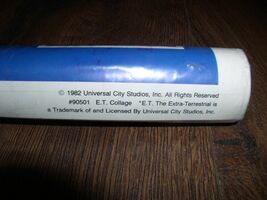 © 1982 Universal City Studios, Inc. All Rights Reserved
#90501 E.T. Collage "E.T. The Extra-Terrestrial is
a Trademark of and Licensed By Universal City Studios, Inc.